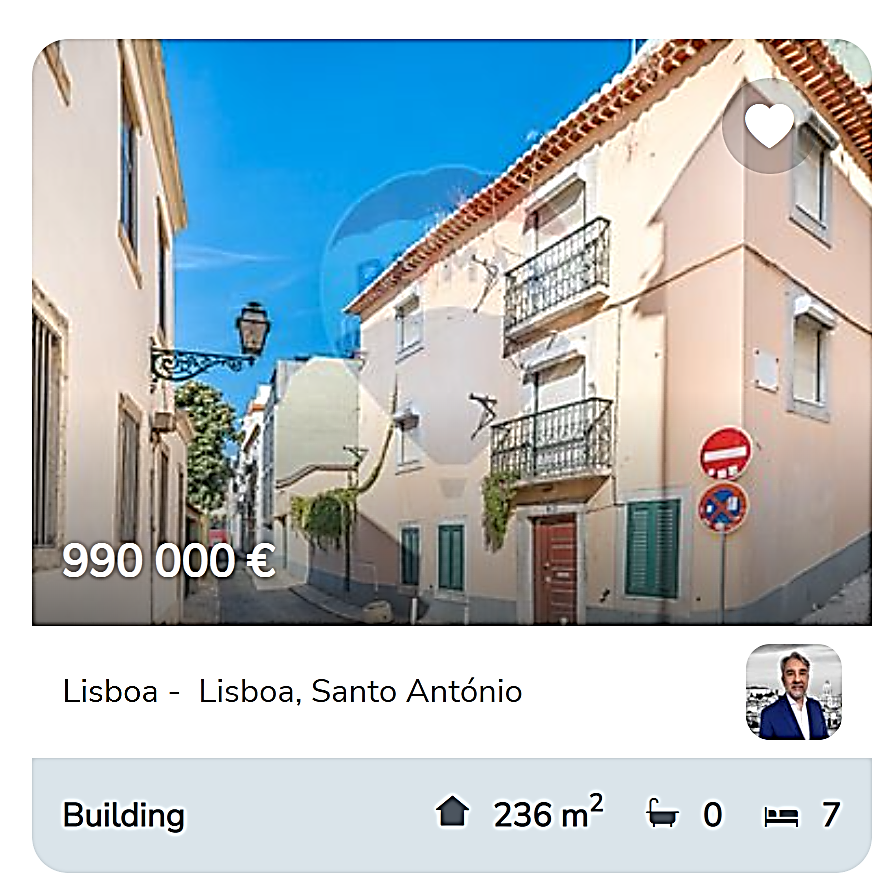 990 000 €
Lisboa - Lisboa, Santo António
Building 236 m² 0 7